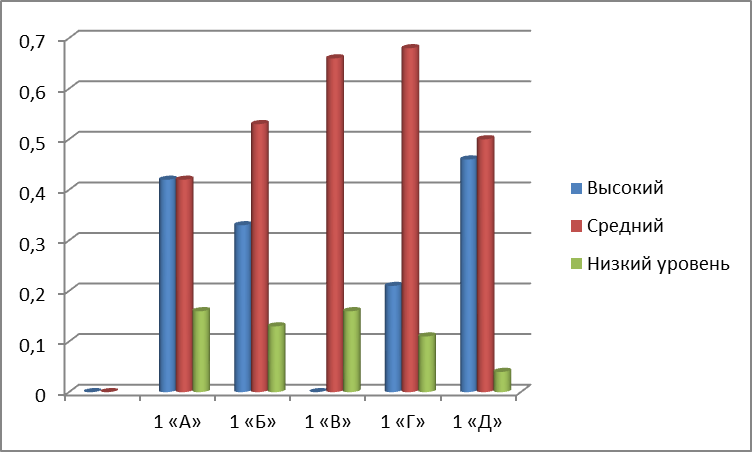 0,7
0,6
0,5
0,4
0,3
0,2
0,1
0
1 «А» 1 «Б» 1 «В» 1 «Г» 1 «Д»
Высокий
Средний
Низкий уровень